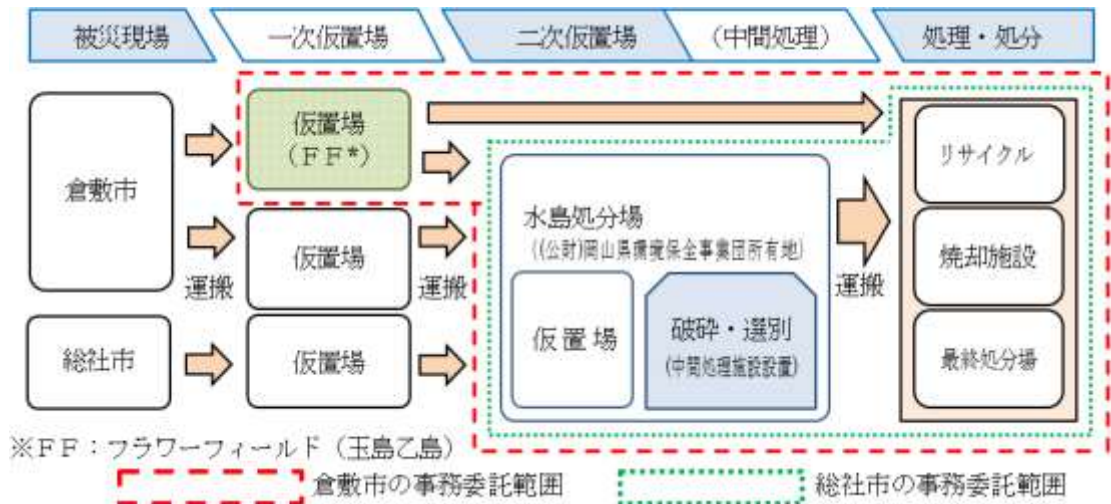 被災現場
一次仮置場
二次仮置場
(中間処理)
処理・処分
倉敷市
総社市
運搬
仮置場
(FF*)
仮置場
仮置場
運搬
水島処分場
((公財)岡山県環境保全事業団所有地)
仮置場
破砕・選別
(中間処理施設設置)
運搬
リサイクル
焼却施設
最終処分場
※FF:フラワーフィールド(玉島乙島)
倉敷市の事務委託範囲
総社市の事務委託範囲